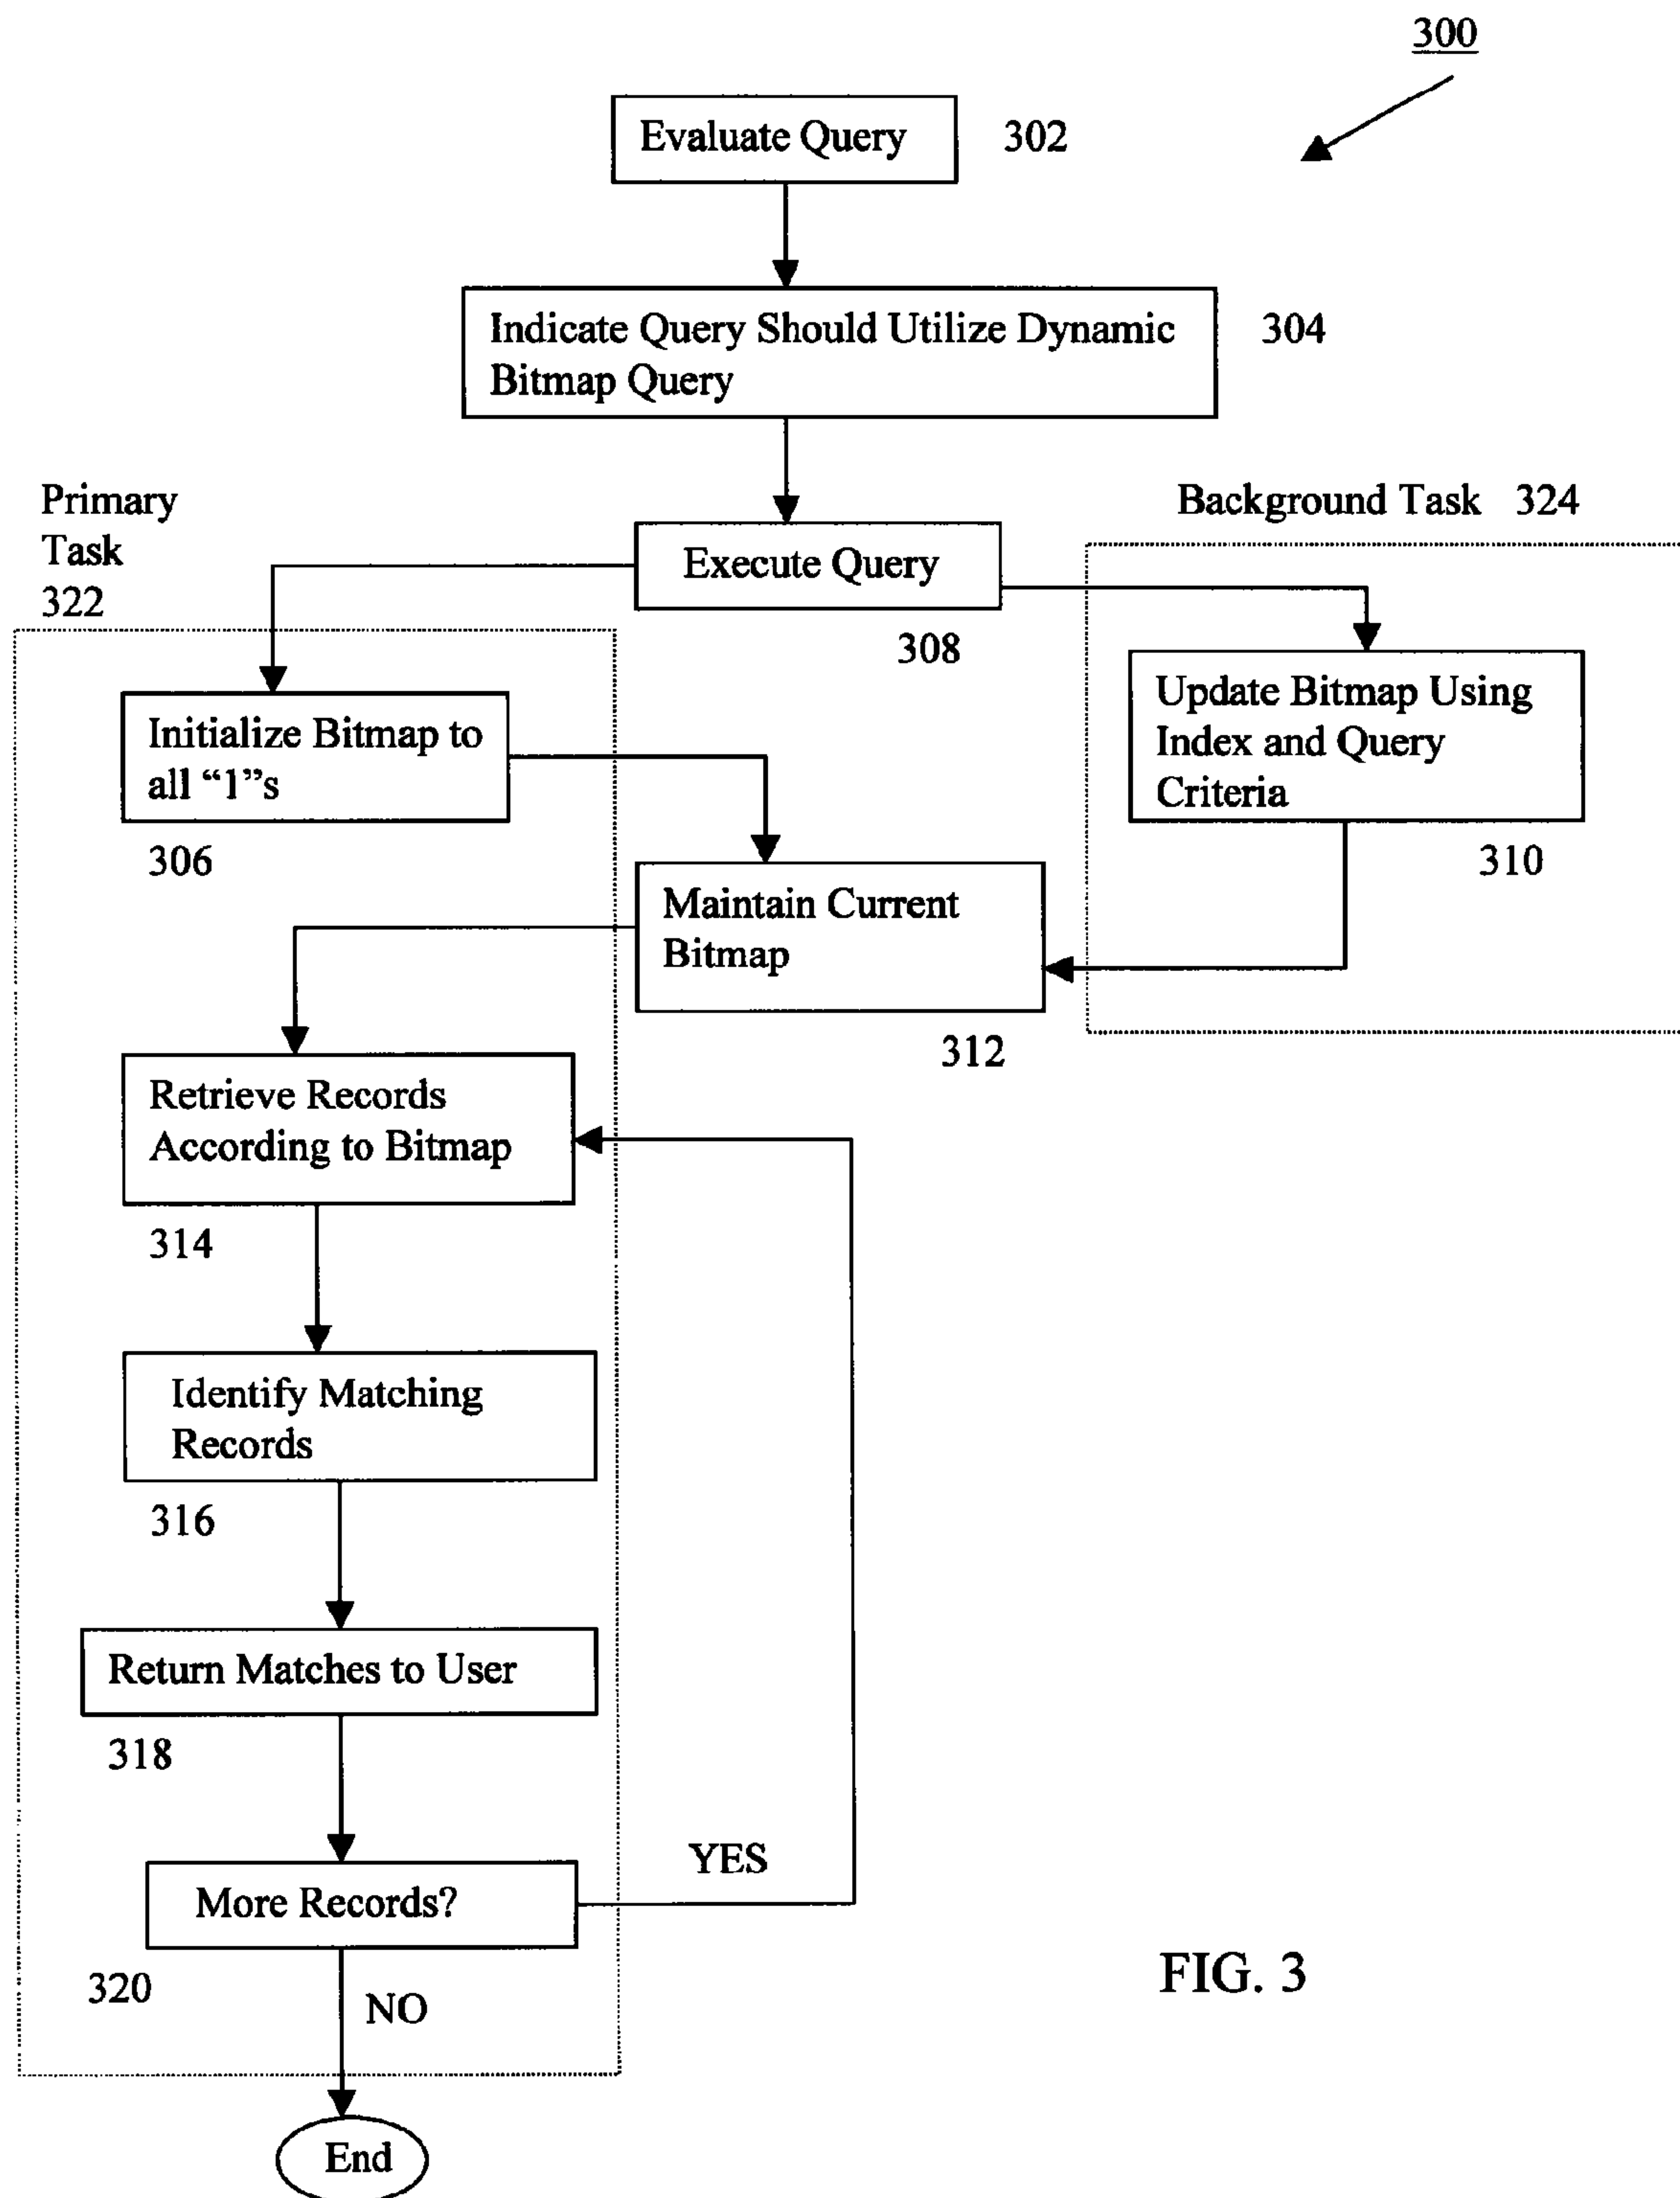 300
Evaluate Query 302
Indicate Query Should Utilize Dynamic 304
Bitmap Query
Primary
Task
322
Background Task 324
Execute Query
308
Initialize Bitmap to
all “1”s
306
Update Bitmap Using
Index and Query
Criteria
310
Maintain Current
Bitmap
312
Retrieve Records
According to Bitmap
314
Identify Matching
Records
316
Return Matches to User
318
YES
More Records?
320
NO
FIG. 3
End